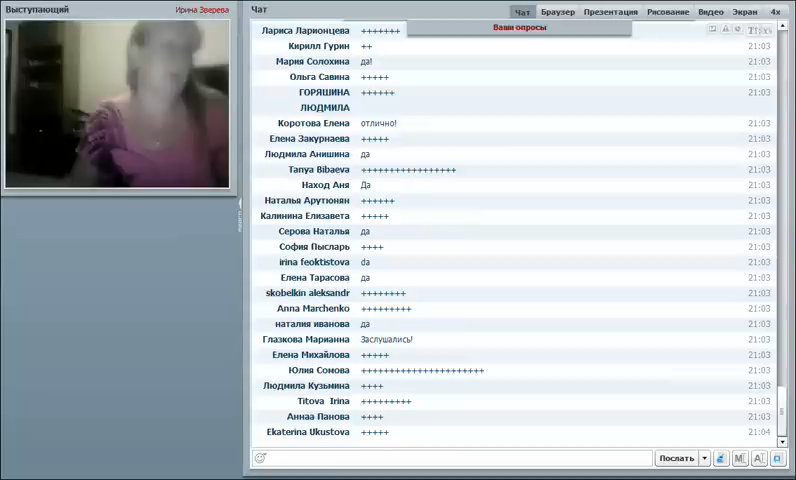 Выступающий
Ирина Зверева
Чат
Чат Браузер Презентация Рисование Видео Экран 4x
Ваши опросы
Лариса Ларионцева +++++++
Кирилл Гурин ++ 21:03
Мария Солохина да! 21:03
Ольга Савина +++++ 21:03
ГОРЯШИНА ++++++ 21:03
ЛЮДМИЛА
Коротова Елена отлично! 21:03
Елена Закурнаева +++++ 21:03
Людмила Анишина да 21:03
Tanya Bibaeva +++++++++++++++++ 21:03
Наход Аня Да 21:03
Наталья Арутюнян ++++++ 21:03
Калинина Елизавета +++++ 21:03
Серова Наталья да 21:03
София Пысларь ++++ 21:03
irina feoktistova da 21:03
Елена Тарасова да 21:03
skobelkin aleksandr ++++++++ 21:03
Anna Marchenko +++++++++ 21:03
наталия иванова да 21:03
Глазкова Марианна Заслушались! 21:03
Елена Михайлова +++++ 21:03
Юлия Сомова +++++++++++++++++++++++ 21:03
Людмила Кузьмина ++++ 21:03
Titova Irina +++++++++ 21:03
Аннаа Панова ++++ 21:03
Ekaterina Ukustova +++++ 21:04
Послать